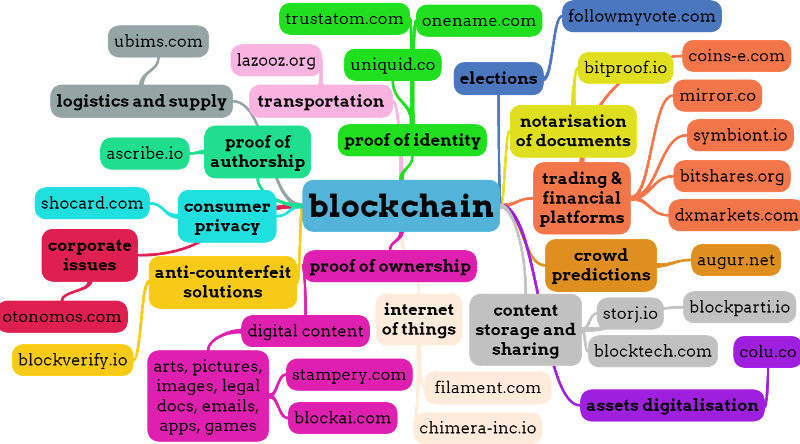 trustatom.com
onename.com
followmyvote.com
ubims.com
lazooz.org
uniquid.co
elections
bitproof.io
coins-e.com
logistics and supply
transportation
mirror.co
proof of
authorship
proof of identity
notarisation
of documents
symbiont.io
ascribe.io
trading &
financial
platforms
bitshares.org
shocard.com
consumer
privacy
blockchain
dxmarkets.com
corporate
issues
anti-counterfeit
solutions
proof of ownership
crowd
predictions
augur.net
otonomos.com
internet
of things
content
storage and
sharing
storj.io
blockparti.io
blockverify.io
digital content
blocktech.com
colu.co
arts, pictures,
images, legal
docs, emails,
apps, games
stampery.com
filament.com
blockai.com
chimera-inc.io
assets digitalisation